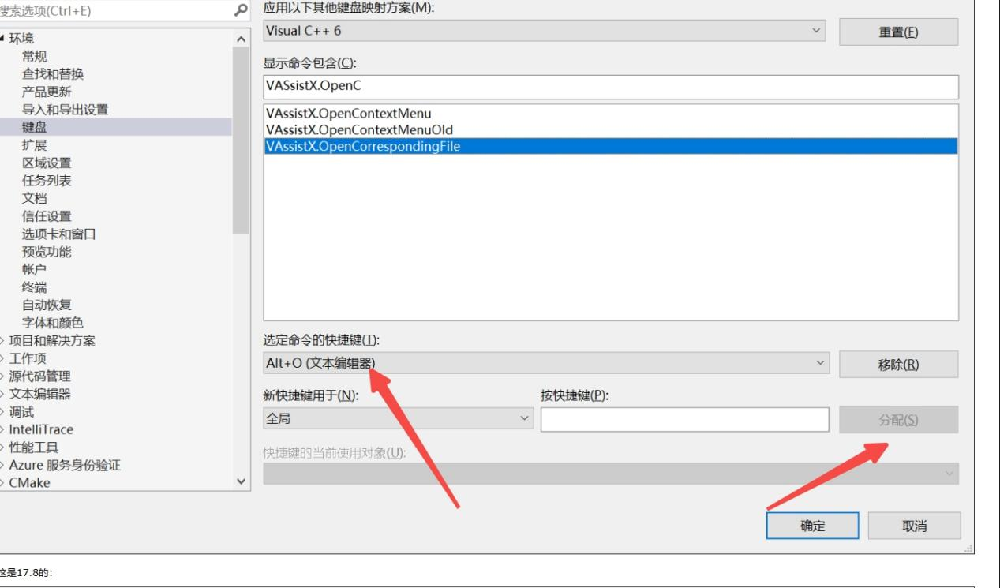 搜索选项(Ctrl+E)
环境
常规
查找和替换
产品更新
导入和导出设置
键盘
扩展
区域设置
任务列表
文档
信任设置
选项卡和窗口
预览功能
帐户
终端
自动恢复
字体和颜色
项目和解决方案
工作项
源代码管理
文本编辑器
调试
IntelliTrace
性能工具
Azure 服务身份验证
CMake
应用以下其他键盘映射方案(M):
Visual C++ 6
重置(E)
显示命令包含(C):
VASsistX.OpenC
VAssistX.OpenContextMenu
VAssistX.OpenContextMenuOld
VAssistX.OpenCorrespondingFile
选定命令的快捷键(T):
Alt+O (文本编辑器)
移除(R)
新快捷键用于(N):
按快捷键(P):
全局
分配(S)
快捷键的当前使用对象(U):
确定
取消
这是17.8的: